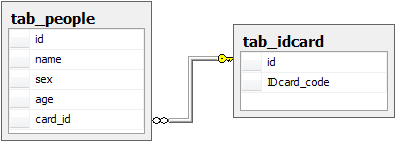 tab_people
id
name
sex
age
card_id
tab_idcard
id
IDcard_code